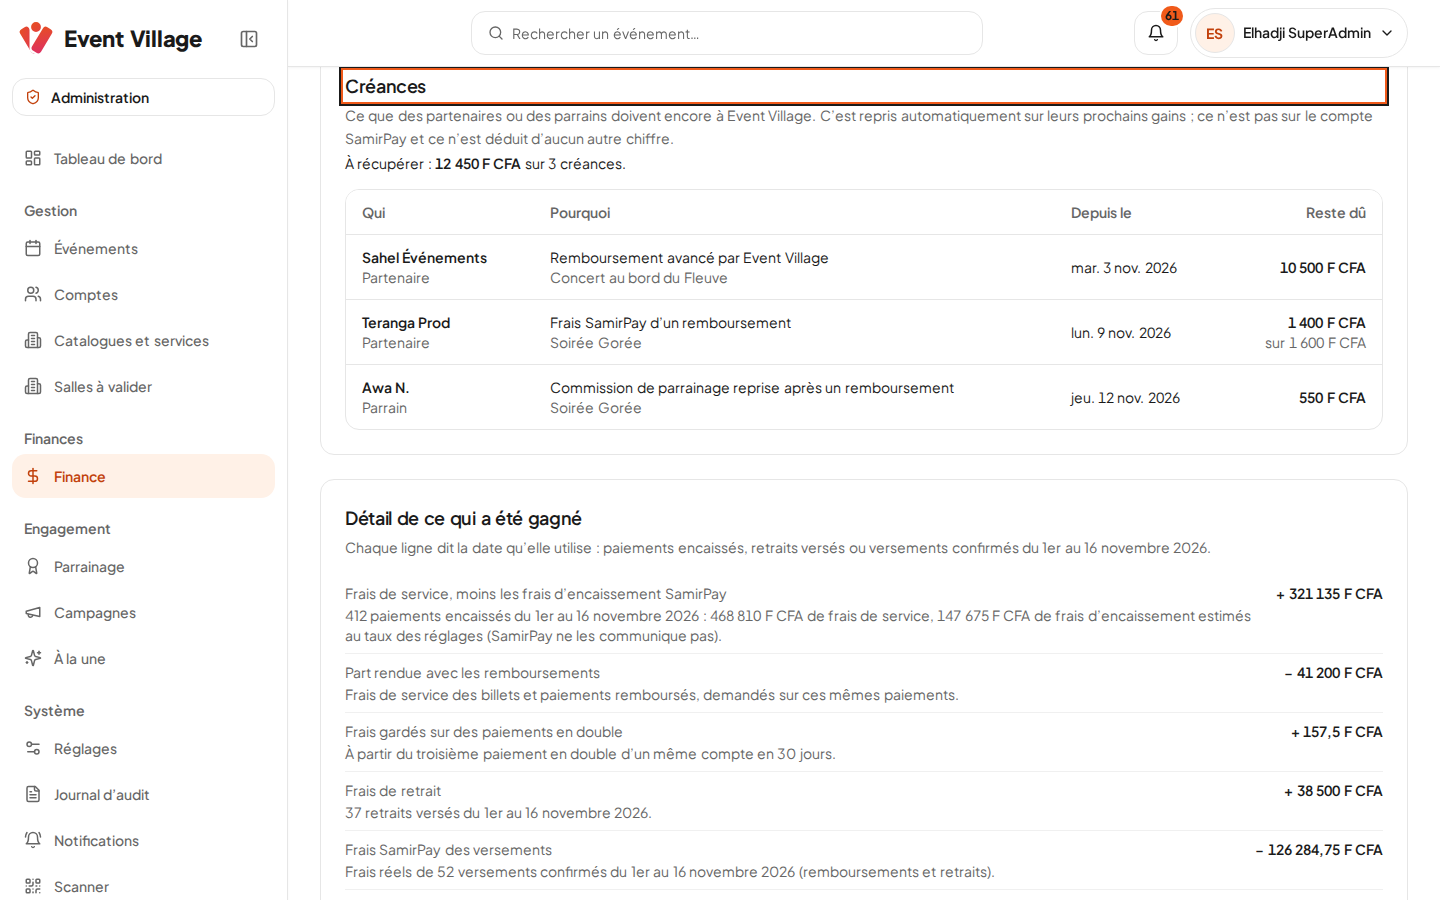 Event Village
Rechercher un événement...
61
ES
Elhadji SuperAdmin
Administration
Tableau de bord
Gestion
Événements
Comptes
Catalogues et services
Salles à valider
Finances
Finance
Engagement
Parrainage
Campagnes
À la une
Système
Réglages
Journal d’audit
Notifications
Scanner
Créances
Ce que des partenaires ou des parrains doivent encore à Event Village. C’est repris automatiquement sur leurs prochains gains ; ce n’est pas sur le compte
SamirPay et ce n’est déduit d’aucun autre chiffre.
À récupérer : 12 450 F CFA sur 3 créances.
Qui Pourquoi Depuis le Reste dû
Sahel Événements Remboursement avancé par Event Village mar. 3 nov. 2026 10 500 F CFA
Partenaire Concert au bord du Fleuve
Teranga Prod Frais SamirPay d’un remboursement lun. 9 nov. 2026 1 400 F CFA
Partenaire Soirée Gorée sur 1 600 F CFA
Awa N. Commission de parrainage reprise après un remboursement jeu. 12 nov. 2026 550 F CFA
Parrain Soirée Gorée
Détail de ce qui a été gagné
Chaque ligne dit la date qu’elle utilise : paiements encaissés, retraits versés ou versements confirmés du 1er au 16 novembre 2026.
Frais de service, moins les frais d’encaissement SamirPay + 321 135 F CFA
412 paiements encaissés du 1er au 16 novembre 2026 : 468 810 F CFA de frais de service, 147 675 F CFA de frais d’encaissement estimés
au taux des réglages (SamirPay ne les communique pas).
Part rendue avec les remboursements − 41 200 F CFA
Frais de service des billets et paiements remboursés, demandés sur ces mêmes paiements.
Frais gardés sur des paiements en double + 157,5 F CFA
À partir du troisième paiement en double d’un même compte en 30 jours.
Frais de retrait + 38 500 F CFA
37 retraits versés du 1er au 16 novembre 2026.
Frais SamirPay des versements − 126 284,75 F CFA
Frais réels de 52 versements confirmés du 1er au 16 novembre 2026 (remboursements et retraits).